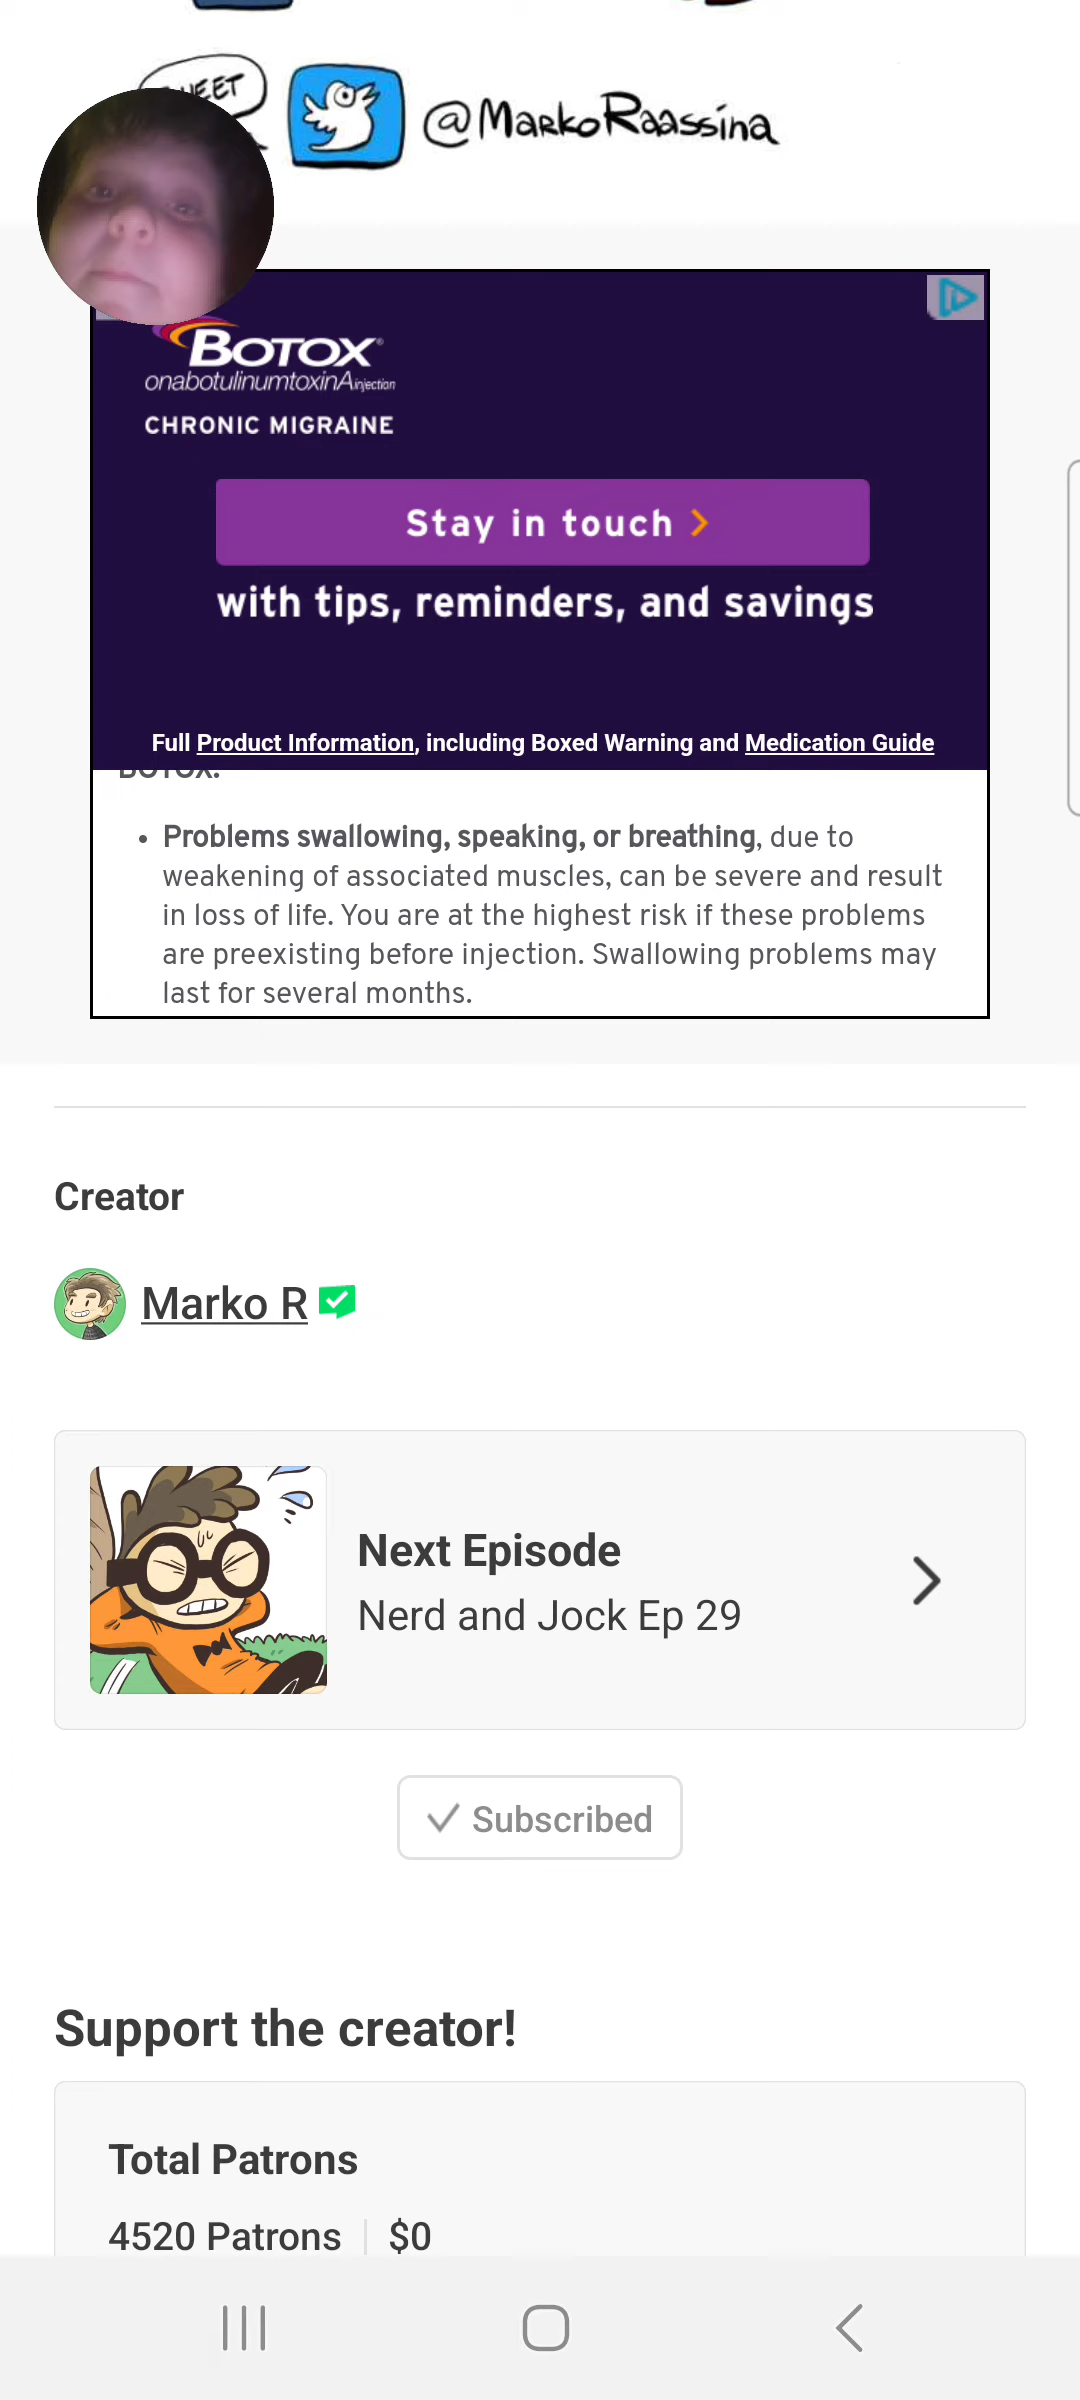 @MarkoRaassina
BOTOX®
onabotulinumtoxinA injection
CHRONIC MIGRAINE
Stay in touch >
with tips, reminders, and savings
Full Product Information, including Boxed Warning and Medication Guide
BOTOX:
• Problems swallowing, speaking, or breathing, due to
weakening of associated muscles, can be severe and result
in loss of life. You are at the highest risk if these problems
are preexisting before injection. Swallowing problems may
last for several months.
Creator
Marko R
Next Episode
Nerd and Jock Ep 29
Subscribed
Support the creator!
Total Patrons
4520 Patrons | $0